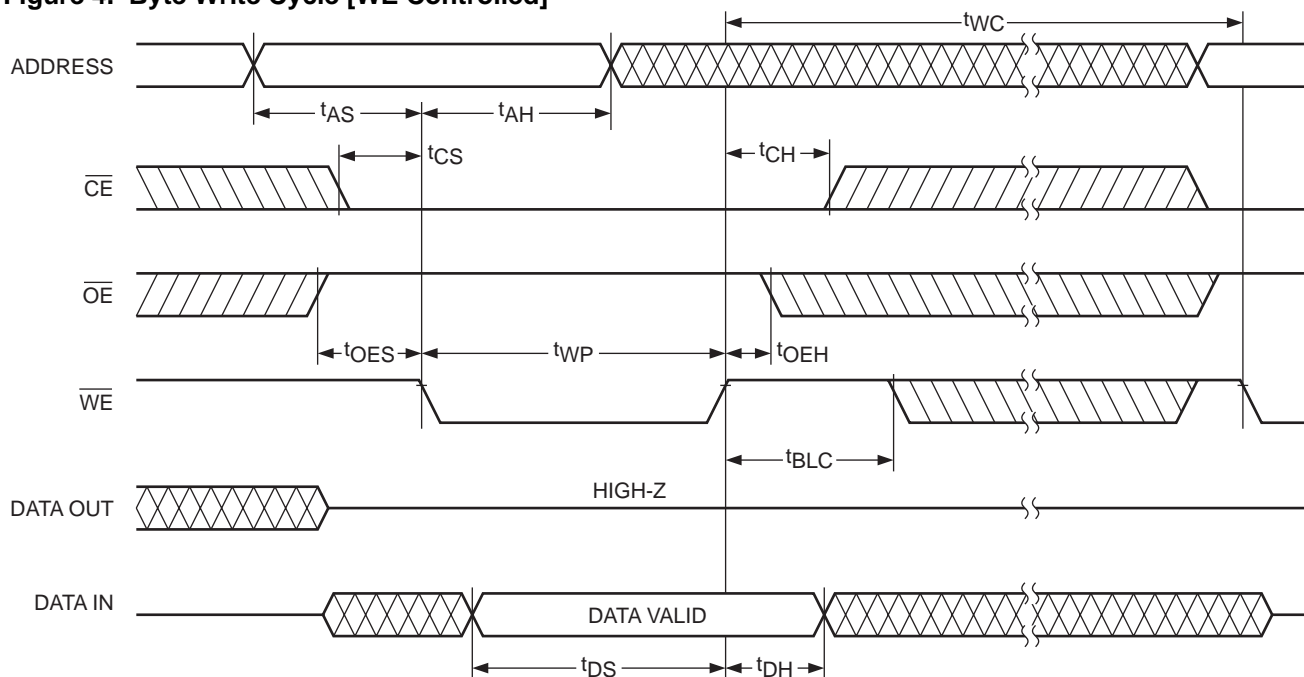 Figure 4. Byte Write Cycle [WE Controlled]
tWC
ADDRESS
tAS
tAH
tCS
tCH
CE
OE
tOES
tWP
tOEH
WE
tBLC
HIGH-Z
DATA OUT
DATA IN
DATA VALID
tDS
tDH